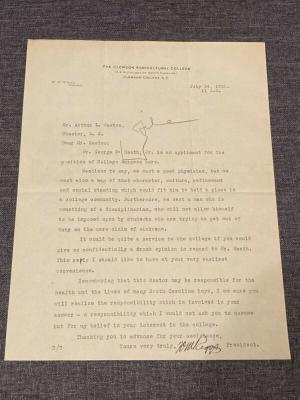 THE CLEMSON AGRICULTURAL COLLEGE
CLEMSON COLLEGE, S. C.
July 24,
Mr. Arthur L. Gaston,
Chester, S. C.
Dear Mr. Gaston:
Mr. George D. Heath, Jr. is an applicant for the
position of College Surgeon here.
Needless to say, we want a good physician, but we
want also a man of that character, culture, refinement
and social standing which would fit him to hold a place in
a college community. Furthermore, we want a man who is
something of a disciplinarian, who will not allow himself
to be imposed upon by students who are trying to get out of
duty on the mere claim of sickness.
It would be quite a service to the college if you would
give me confidentially a frank opinion in regard to Mr. Heath.
This reply I should like to have at your very earliest
convenience.
Remembering that this doctor may be responsible for the
health and the lives of many South Carolina boys, I am sure you
will realize the responsibility which is involved in your
answer - a responsibility which I would not ask you to assume
but for my belief in your interest in the college.
Thanking you in advance for your assistance,
Yours very truly, W M Riggs President.